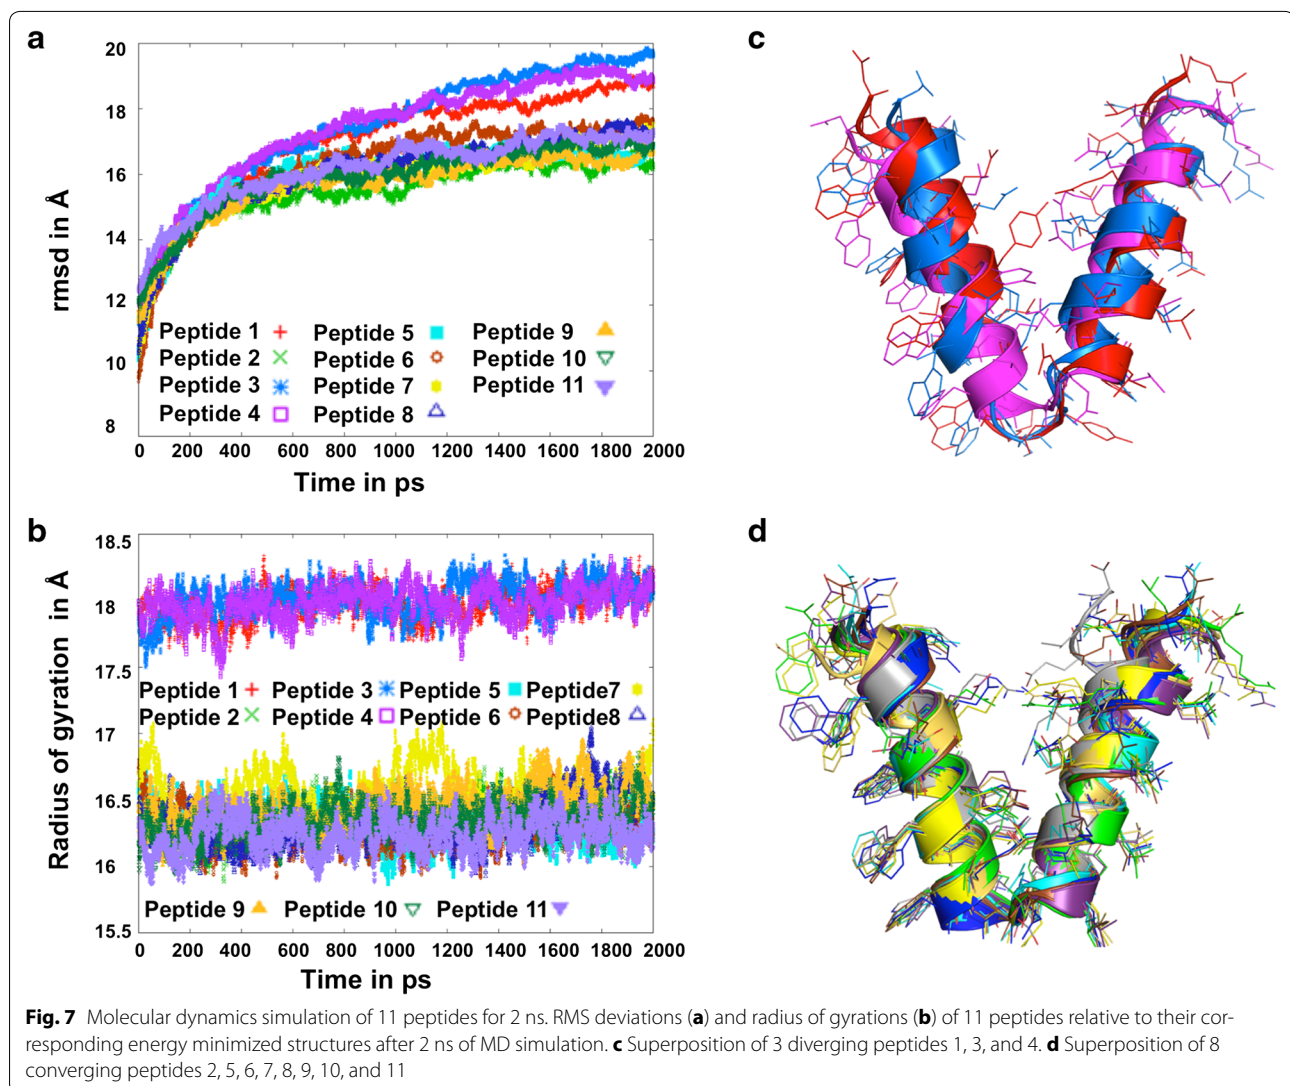 a
20
18
16
14
12
10
8
rmsd in Å
Peptide 1
Peptide 2
Peptide 3
Peptide 4
Peptide 5
Peptide 6
Peptide 7
Peptide 8
Peptide 9
Peptide 10
Peptide 11
0 200 400 600 800 1000 1200 1400 1600 1800 2000
Time in ps
c
b
18.5
18
17.5
17
16.5
16
15.5
Radius of gyration in Å
Peptide 1 Peptide 3 Peptide 5 Peptide7
Peptide 2 Peptide 4 Peptide 6 Peptide8
Peptide 9 Peptide 10 Peptide 11
0 200 400 600 800 1000 1200 1400 1600 1800 2000
Time in ps
d
Fig. 7 Molecular dynamics simulation of 11 peptides for 2 ns. RMS deviations (a) and radius of gyrations (b) of 11 peptides relative to their cor-
responding energy minimized structures after 2 ns of MD simulation. c Superposition of 3 diverging peptides 1, 3, and 4. d Superposition of 8
converging peptides 2, 5, 6, 7, 8, 9, 10, and 11